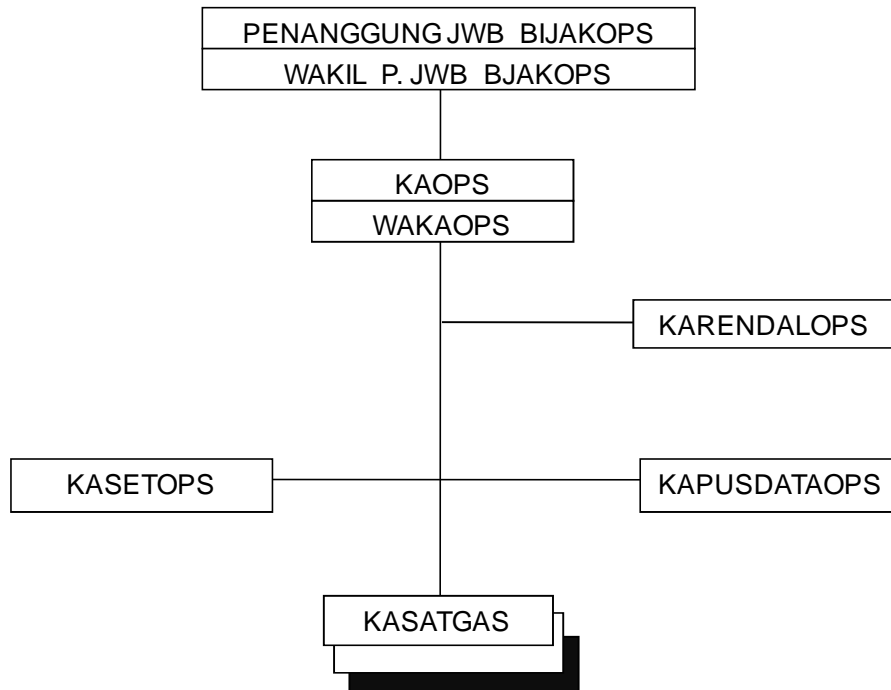 PENANGGUNG JWB BIJAKOPS
WAKIL P. JWB BJAKOPS
KAOPS
WAKAOPS
KARENDALOPS
KASETOPS
KAPUSDATAOPS
KASATGAS